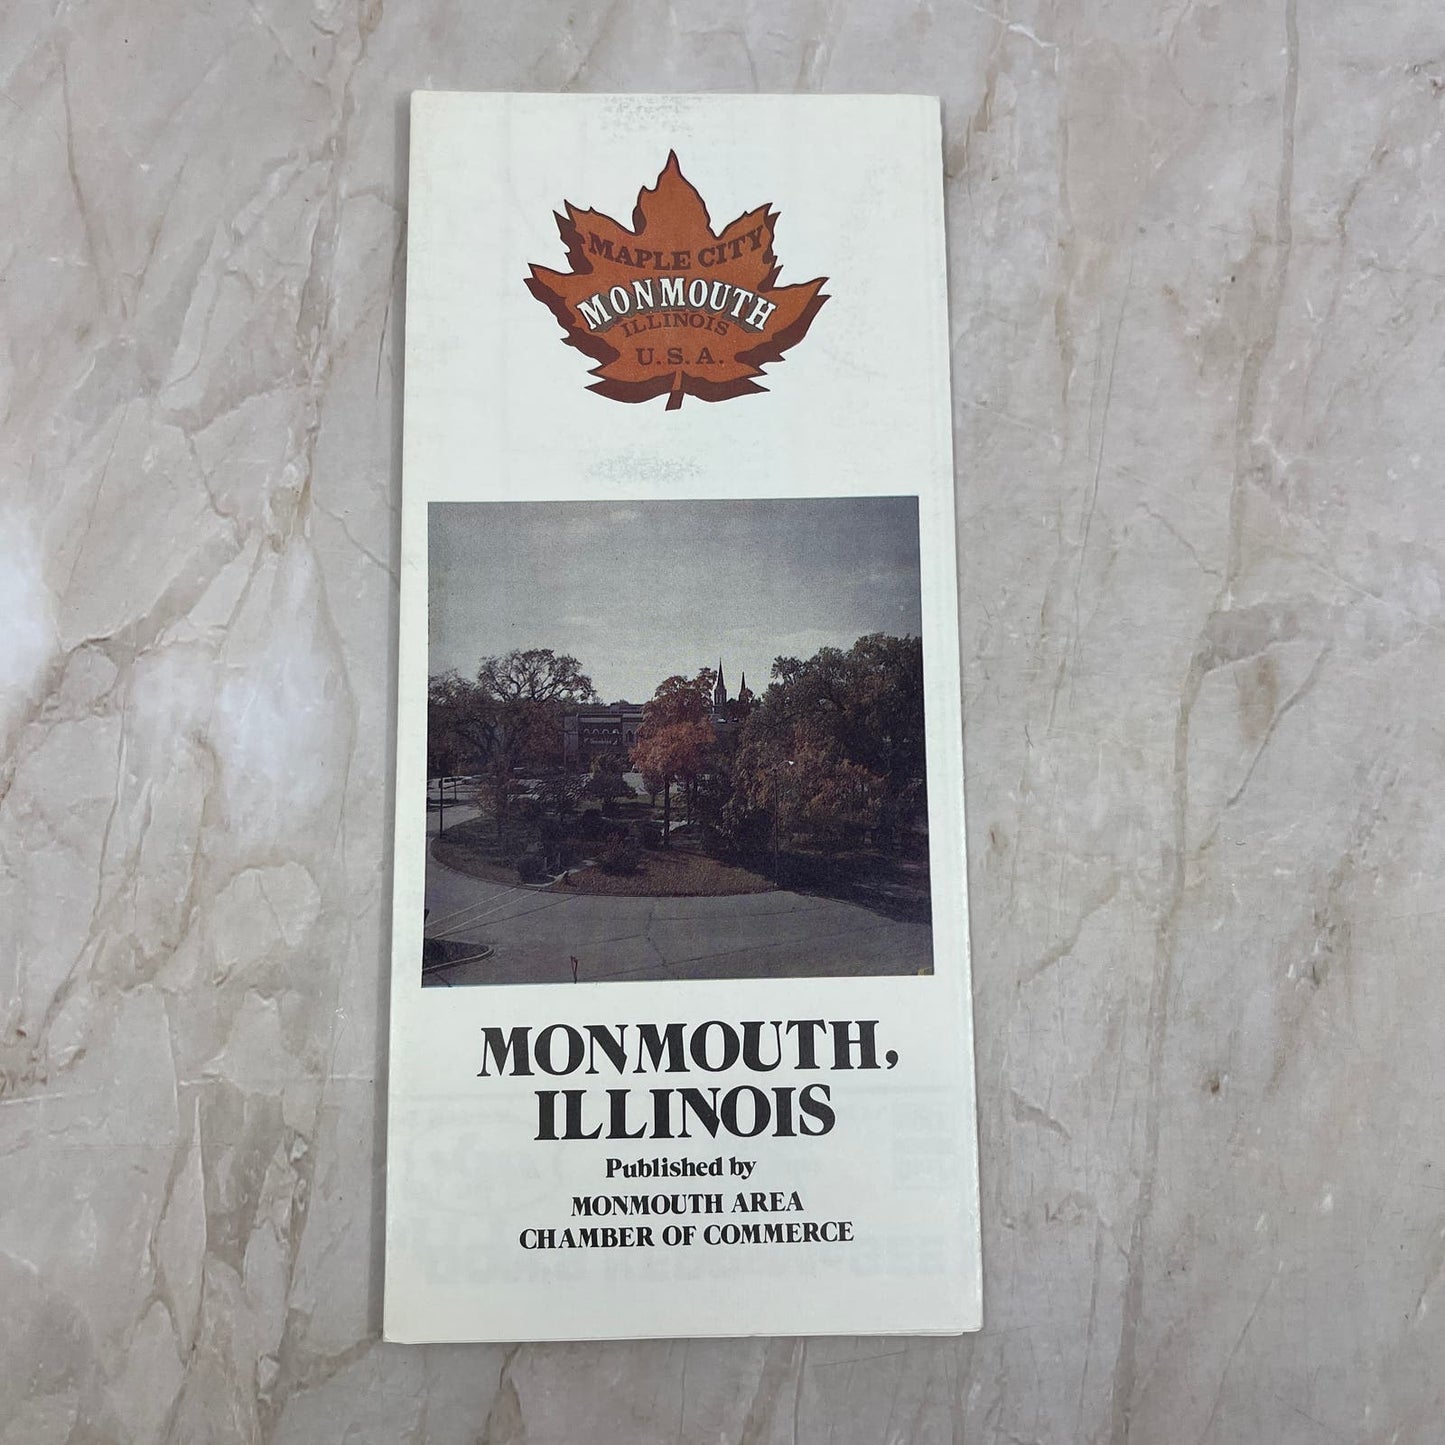 MAPLE CITY
MONMOUTH
ILLINOIS
U.S.A.
MONMOUTH,
ILLINOIS
Published by
MONMOUTH AREA
CHAMBER OF COMMERCE